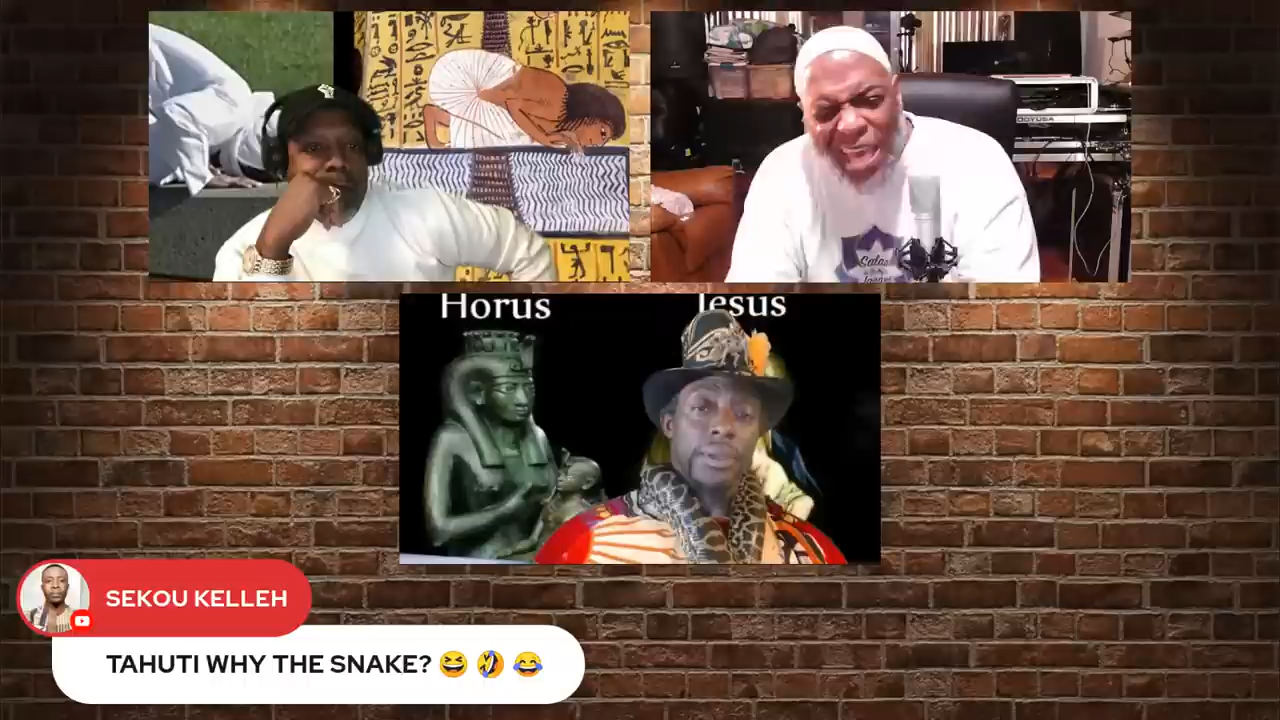 Horus
Jesus
SEKOU KELLEH
TAHUTI WHY THE SNAKE? 😆 🤣 😂